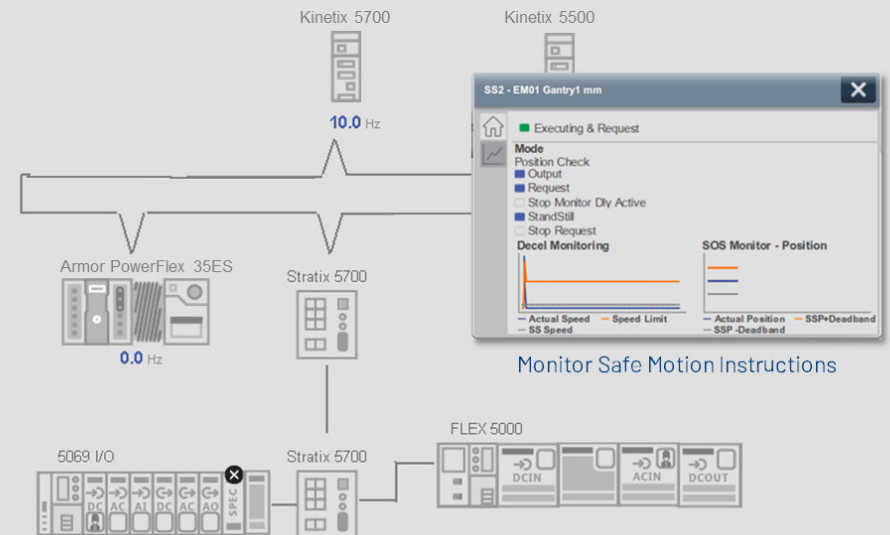 Kinetix 5700
Kinetix 5500
10.0 Hz
SS2 - EM01 Gantry1 mm
Executing & Request
Mode
Position Check
Output
Request
Stop Monitor Dly Active
StandStill
Stop Request
Decel Monitoring
SOS Monitor - Position
Actual Speed
Speed Limit
SS Speed
Actual Position
SSP+Deadband
SSP -Deadband
Monitor Safe Motion Instructions
Armor PowerFlex 35ES
0.0 Hz
Stratix 5700
5069 I/O
DC
AC
AI
DC
AC
AO
SPEC
Stratix 5700
FLEX 5000
DCIN
ACIN
DCOUT